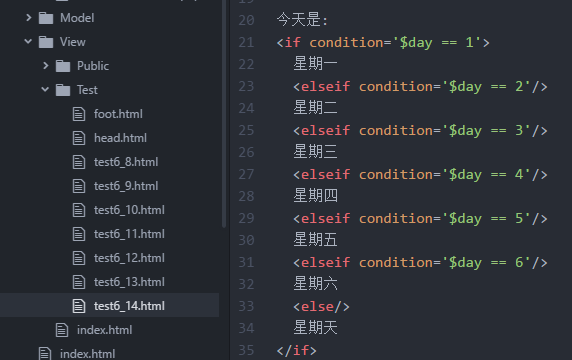 Model
View
Public
Test
foot.html
head.html
test6_8.html
test6_9.html
test6_10.html
test6_11.html
test6_12.html
test6_13.html
test6_14.html
index.html
index.html
20 今天是:
21 <if condition='$day == 1'>
22 星期一
23 <elseif condition='$day == 2'/>
24 星期二
25 <elseif condition='$day == 3'/>
26 星期三
27 <elseif condition='$day == 4'/>
28 星期四
29 <elseif condition='$day == 5'/>
30 星期五
31 <elseif condition='$day == 6'/>
32 星期六
33 <else/>
34 星期天
35 </if>